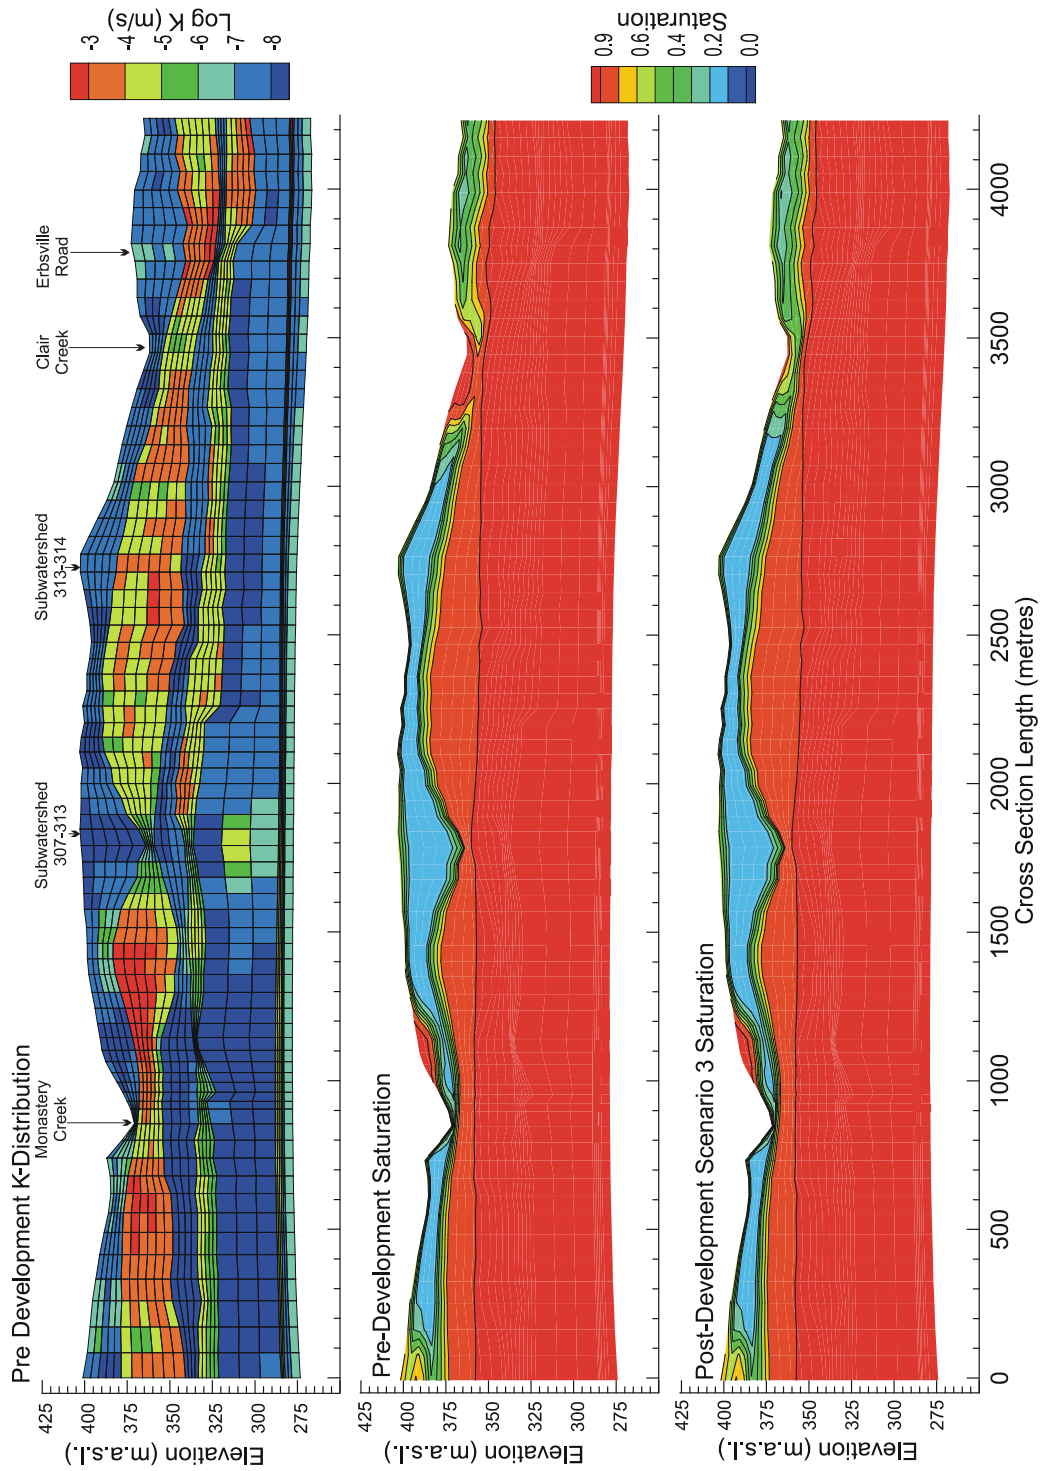 Pre Development K-Distribution
Monastery
Creek
Subwatershed
307-313
Subwatershed
313-314
Clair
Creek
Erbsville
Road
Log K (m/s)
-3
-4
-5
-6
-7
-8
Elevation (m.a.s.l.)
425
400
375
350
325
300
275
Pre-Development Saturation
Elevation (m.a.s.l.)
425
400
375
350
325
300
275
Saturation
0.9
0.6
0.4
0.2
0.0
Post-Development Scenario 3 Saturation
Elevation (m.a.s.l.)
425
400
375
350
325
300
275
0
500
1000
1500
2000
2500
3000
3500
4000
Cross Section Length (metres)